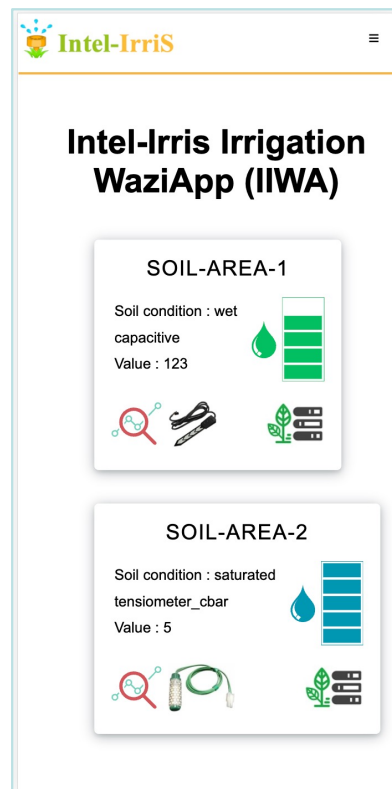 Intel-IrriS
Intel-Irris Irrigation
WaziApp (IIWA)
SOIL-AREA-1
Soil condition : wet
capacitive
Value : 123
SOIL-AREA-2
Soil condition : saturated
tensiometer_cbar
Value : 5